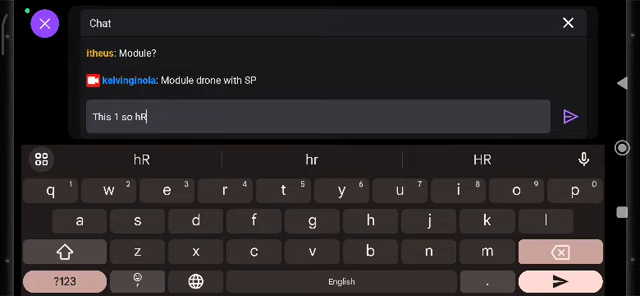 Chat
itheus: Module?
kelvinginola: Module drone with SP
This 1 so hR
hR hr HR
q 1 w 2 e 3 r 4 t 5 y 6 u 7 i 8 o 9 p 0
a s d f g h j k l
z x c v b n m
?123 , English .